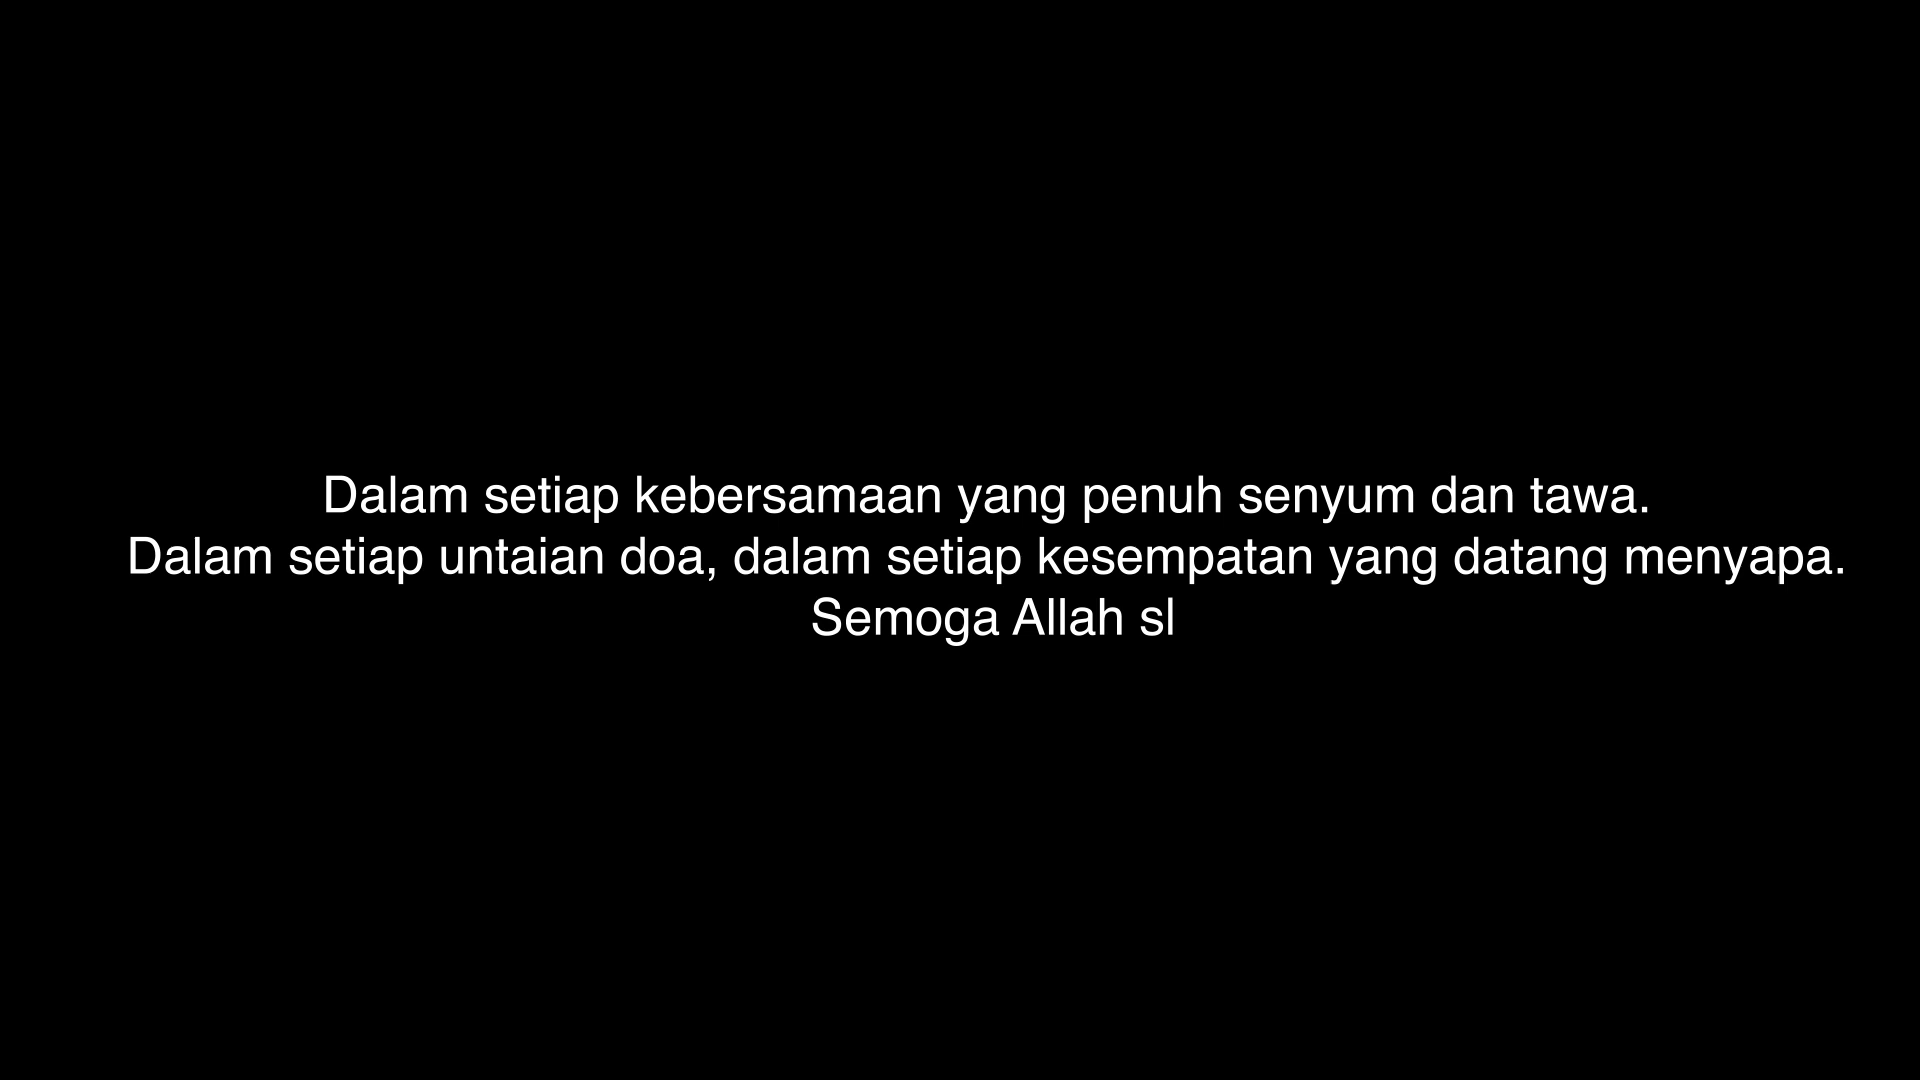 Dalam setiap kebersamaan yang penuh senyum dan tawa.
Dalam setiap untaian doa, dalam setiap kesempatan yang datang menyapa.
Semoga Allah sl